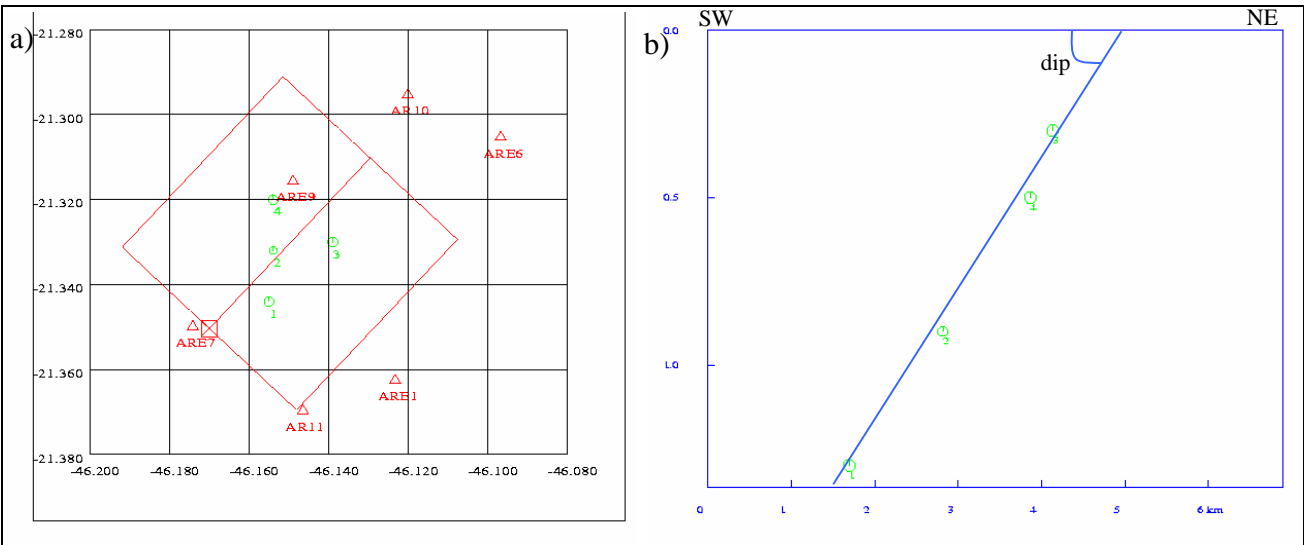 a)
-21.280
-21.300
-21.320
-21.340
-21.360
-21.380
-46.200 -46.180 -46.160 -46.140 -46.120 -46.100 -46.080
AR10
ARE6
ARE9
4
2
3
1
ARE7
ARE1
AR11
b)
SW NE
0.0
dip
3
4
0.5
2
1.0
1
0 1 2 3 4 5 6 km